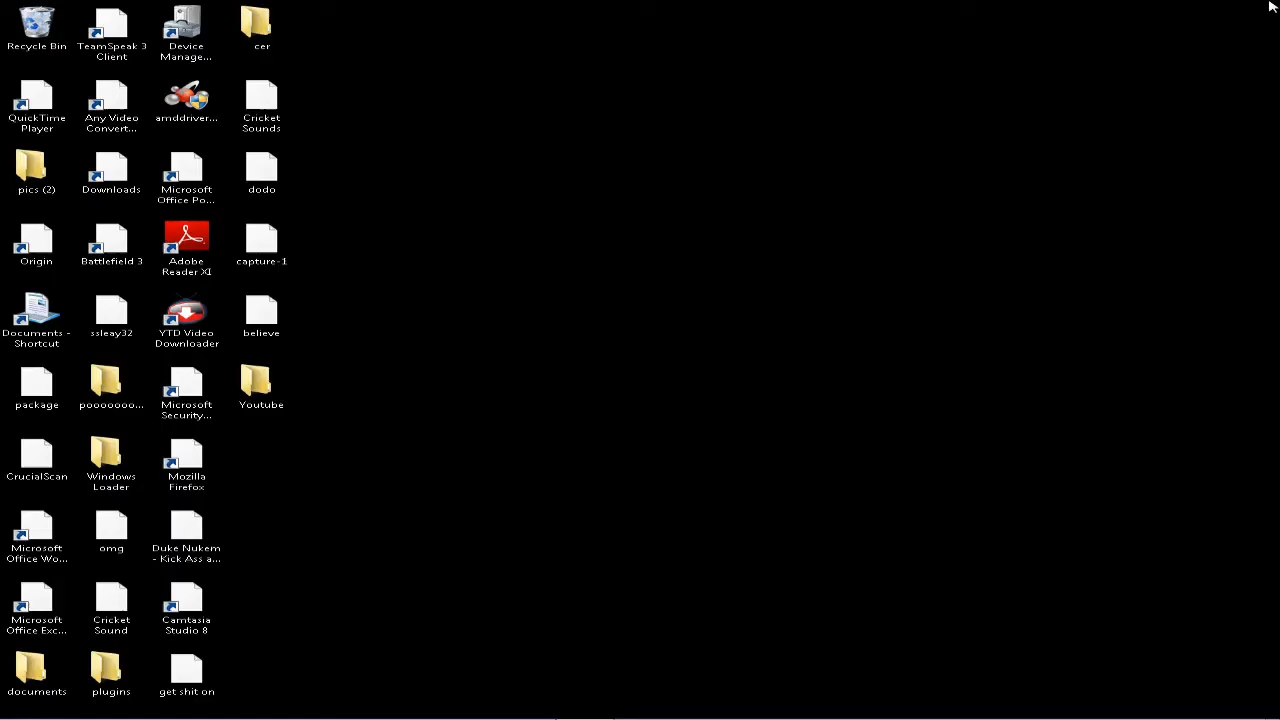 Recycle Bin
TeamSpeak 3
Client
Device
Manage...
cer
QuickTime
Player
Any Video
Convert...
amddriver...
Cricket
Sounds
pics (2)
Downloads
Microsoft
Office Po...
dodo
Origin
Battlefield 3
Adobe
Reader XI
capture-1
Documents -
Shortcut
ssleay32
YTD Video
Downloader
believe
package
pooooooo...
Microsoft
Security...
Youtube
CrucialScan
Windows
Loader
Mozilla
Firefox
Microsoft
Office Wo...
omg
Duke Nukem
- Kick Ass a...
Microsoft
Office Exc...
Cricket
Sound
Camtasia
Studio 8
documents
plugins
get shit on